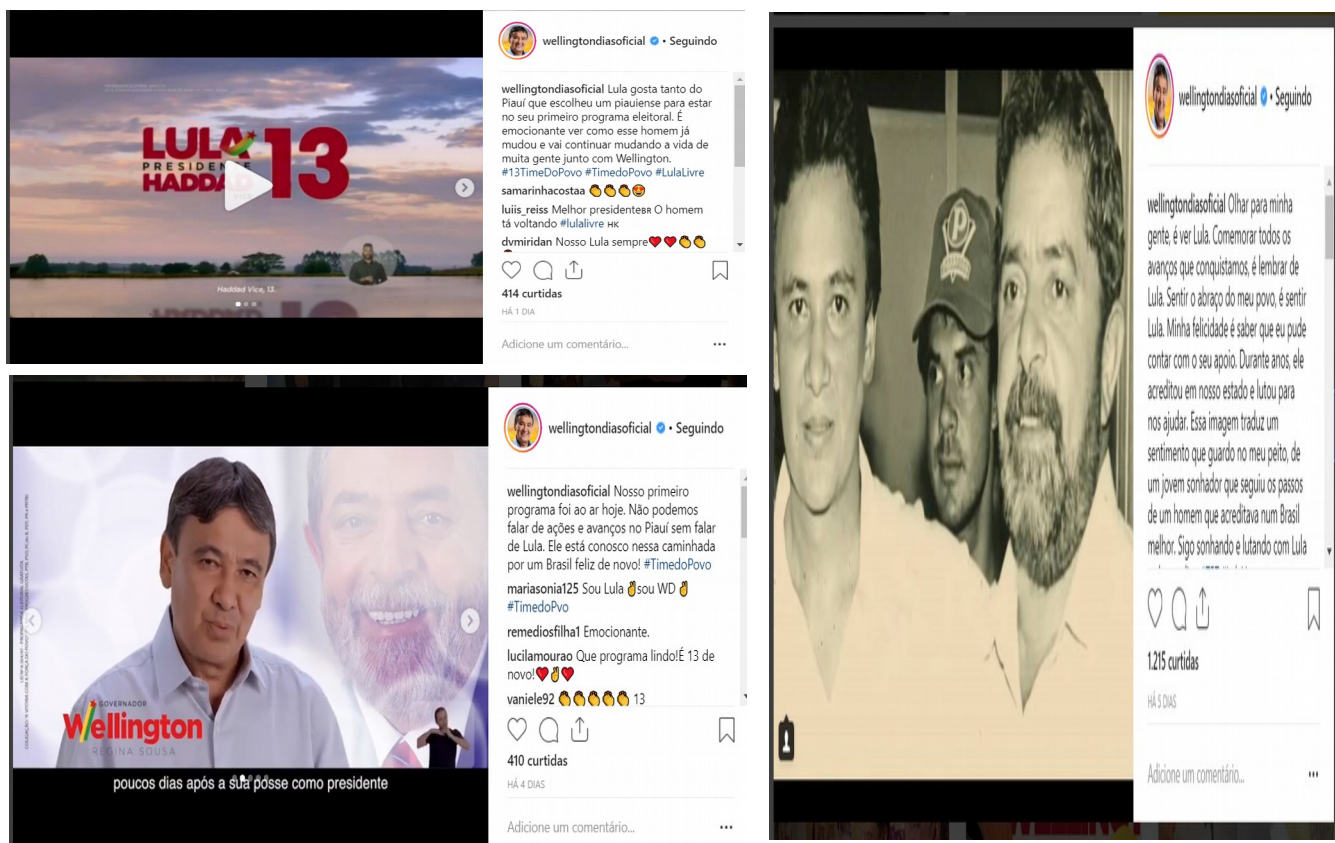 LULA 13
PRESIDENTE
HADDAD
VICE
Haddad Vice, 13.
wellingtondiasoficial • Seguindo
wellingtondiasoficial Lula gosta tanto do
Piauí que escolheu um piauiense para estar
no seu primeiro programa eleitoral. É
emocionante ver como esse homem já
mudou e vai continuar mudando a vida de
muita gente junto com Wellington.
#13TimeDoPovo #TimedoPovo #LulaLivre
samarinhacostaa 👏👏👏😍
luiis_reiss Melhor presidenteʙʀ O homem
tá voltando #lulalivre ʜᴋ
dvmiridan Nosso Lula sempre❤❤👏👏
414 curtidas
HÁ 1 DIA
Adicione um comentário...
GOVERNADOR
Wellington
REGINA SOUSA
poucos dias após a sua posse como presidente
wellingtondiasoficial • Seguindo
wellingtondiasoficial Nosso primeiro
programa foi ao ar hoje. Não podemos
falar de ações e avanços no Piauí sem falar
de Lula. Ele está conosco nessa caminhada
por um Brasil feliz de novo! #TimedoPovo
mariasonia125 Sou Lula ✌sou WD ✌
#TimedoPvo
remediosfilha1 Emocionante.
lucilamourao Que programa lindo!É 13 de
novo!❤✌❤
vaniele92 👏👏👏👏👏 13
410 curtidas
HÁ 4 DIAS
Adicione um comentário...
P
wellingtondiasoficial • Seguindo
wellingtondiasoficial Olhar para minha
gente, é ver Lula. Comemorar todos os
avanços que conquistamos, é lembrar de
Lula. Sentir o abraço do meu povo, é sentir
Lula. Minha felicidade é saber que eu pude
contar com o seu apoio. Durante anos, ele
acreditou em nosso estado e lutou para
nos ajudar. Essa imagem traduz um
sentimento que guardo no meu peito, de
um jovem sonhador que seguiu os passos
de um homem que acreditava num Brasil
melhor. Sigo sonhando e lutando com Lula
1.215 curtidas
HÁ 5 DIAS
Adicione um comentário...